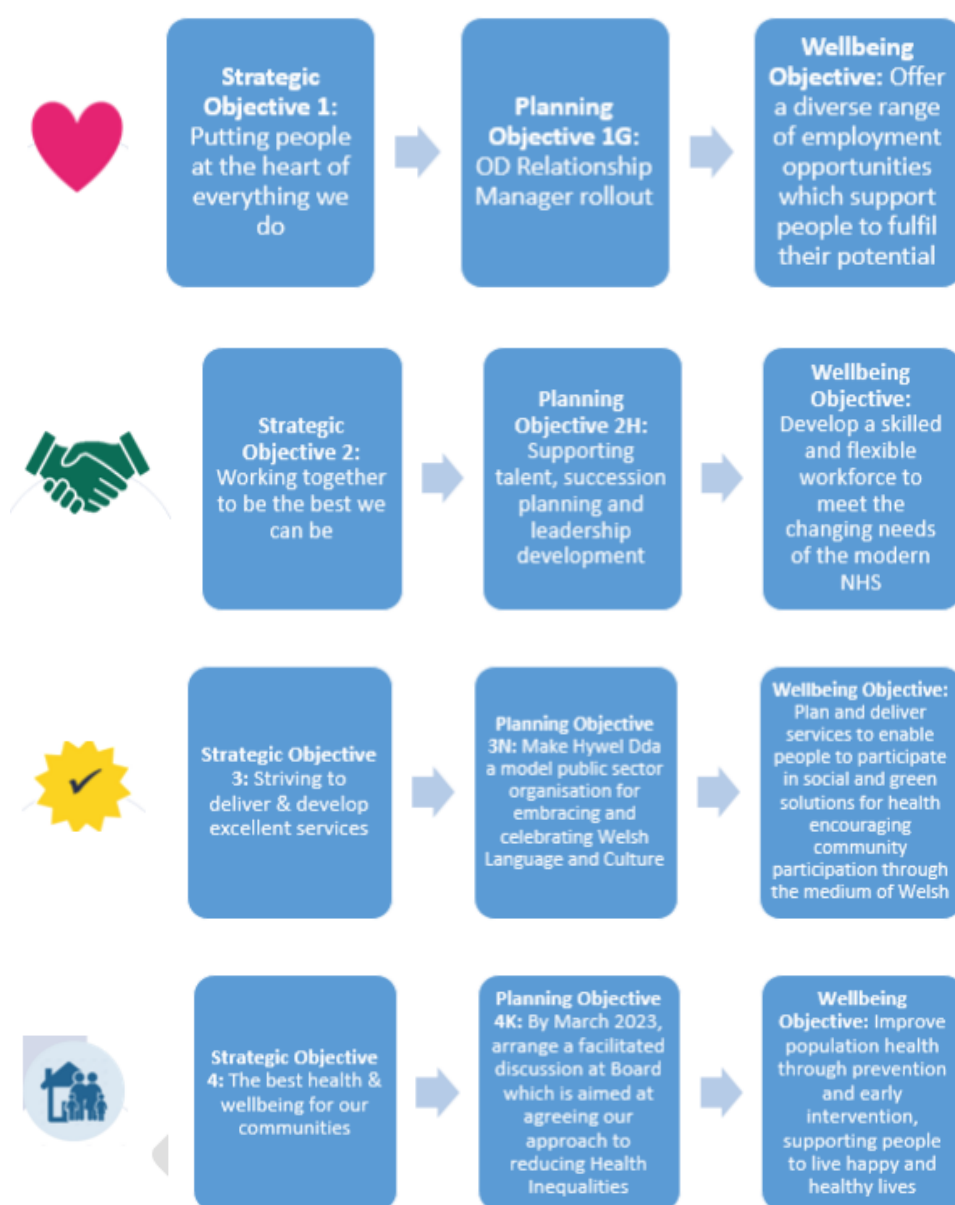 Strategic
Objective 1:
Putting people
at the heart of
everything we
do
Planning
Objective 1G:
OD Relationship
Manager rollout
Wellbeing
Objective: Offer
a diverse range
of employment
opportunities
which support
people to fulfil
their potential
Strategic
Objective 2:
Working together
to be the best we
can be
Planning
Objective 2H:
Supporting
talent, succession
planning and
leadership
development
Wellbeing
Objective:
Develop a skilled
and flexible
workforce to
meet the
changing needs
of the modern
NHS
Strategic Objective
3: Striving to
deliver & develop
excellent services
Planning Objective
3N: Make Hywel Dda
a model public sector
organisation for
embracing and
celebrating Welsh
Language and Culture
Wellbeing Objective:
Plan and deliver
services to enable
people to participate
in social and green
solutions for health
encouraging
community
participation through
the medium of Welsh
Strategic Objective
4: The best health &
wellbeing for our
communities
Planning Objective
4K: By March 2023,
arrange a facilitated
discussion at Board
which is aimed at
agreeing our
approach to
reducing Health
Inequalities
Wellbeing
Objective: Improve
population health
through prevention
and early
intervention,
supporting people
to live happy and
healthy lives